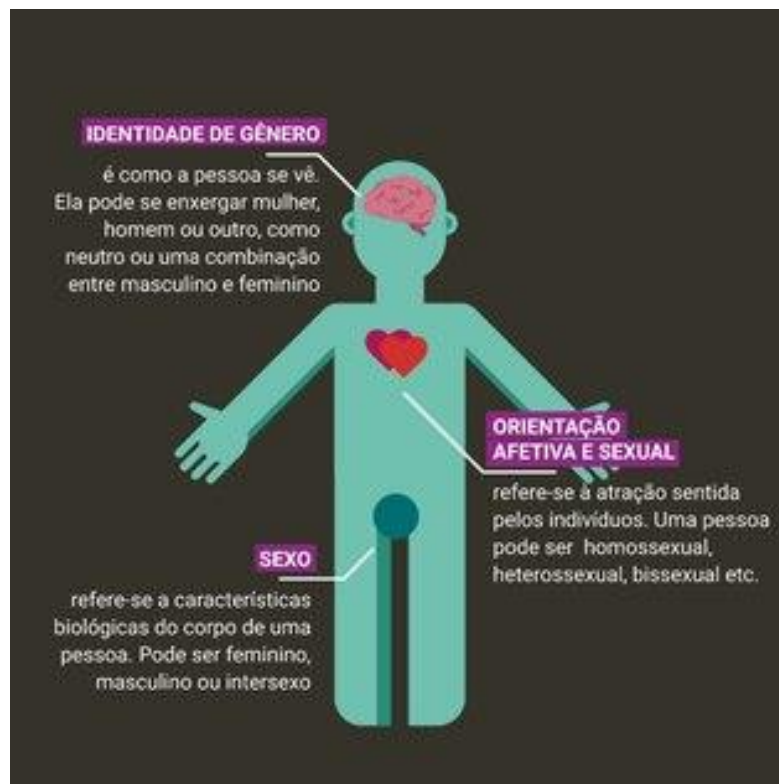 IDENTIDADE DE GÊNERO
é como a pessoa se vê.
Ela pode se enxergar mulher,
homem ou outro, como
neutro ou uma combinação
entre masculino e feminino
ORIENTAÇÃO
AFETIVA E SEXUAL
refere-se à atração sentida
pelos indivíduos. Uma pessoa
pode ser homossexual,
heterossexual, bissexual etc.
SEXO
refere-se a características
biológicas do corpo de uma
pessoa. Pode ser feminino,
masculino ou intersexo